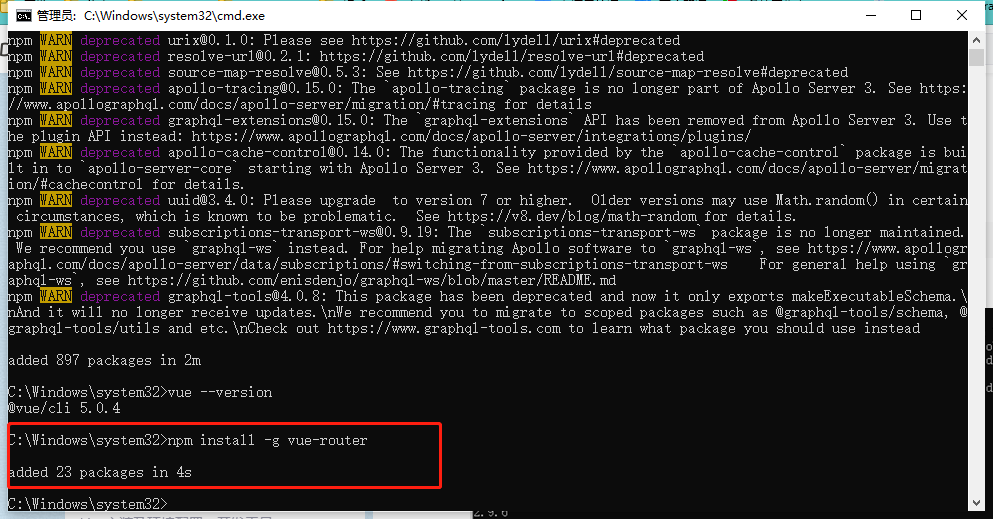 管理员: C:\Windows\system32\cmd.exe
npm WARN deprecated urix@0.1.0: Please see https://github.com/lydell/urix#deprecated
npm WARN deprecated resolve-url@0.2.1: https://github.com/lydell/resolve-url#deprecated
npm WARN deprecated source-map-resolve@0.5.3: See https://github.com/lydell/source-map-resolve#deprecated
npm WARN deprecated apollo-tracing@0.15.0: The `apollo-tracing` package is no longer part of Apollo Server 3. See https:
//www.apollographql.com/docs/apollo-server/migration/#tracing for details
npm WARN deprecated graphql-extensions@0.15.0: The `graphql-extensions` API has been removed from Apollo Server 3. Use t
he plugin API instead: https://www.apollographql.com/docs/apollo-server/integrations/plugins/
npm WARN deprecated apollo-cache-control@0.14.0: The functionality provided by the `apollo-cache-control` package is bui
lt in to `apollo-server-core` starting with Apollo Server 3. See https://www.apollographql.com/docs/apollo-server/migrat
ion/#cachecontrol for details.
npm WARN deprecated uuid@3.4.0: Please upgrade  to version 7 or higher.  Older versions may use Math.random() in certain
 circumstances, which is known to be problematic.  See https://v8.dev/blog/math-random for details.
npm WARN deprecated subscriptions-transport-ws@0.9.19: The `subscriptions-transport-ws` package is no longer maintained.
 We recommend you use `graphql-ws` instead. For help migrating Apollo software to `graphql-ws`, see https://www.apollogr
aphql.com/docs/apollo-server/data/subscriptions/#switching-from-subscriptions-transport-ws    For general help using `gr
aphql-ws`, see https://github.com/enisdenjo/graphql-ws/blob/master/README.md
npm WARN deprecated graphql-tools@4.0.8: This package has been deprecated and now it only exports makeExecutableSchema.\
nAnd it will no longer receive updates.\nWe recommend you to migrate to scoped packages such as @graphql-tools/schema, @
graphql-tools/utils and etc.\nCheck out https://www.graphql-tools.com to learn what package you should use instead
added 897 packages in 2m
C:\Windows\system32>vue --version
@vue/cli 5.0.4
C:\Windows\system32>npm install -g vue-router
added 23 packages in 4s
C:\Windows\system32>
2.9.6